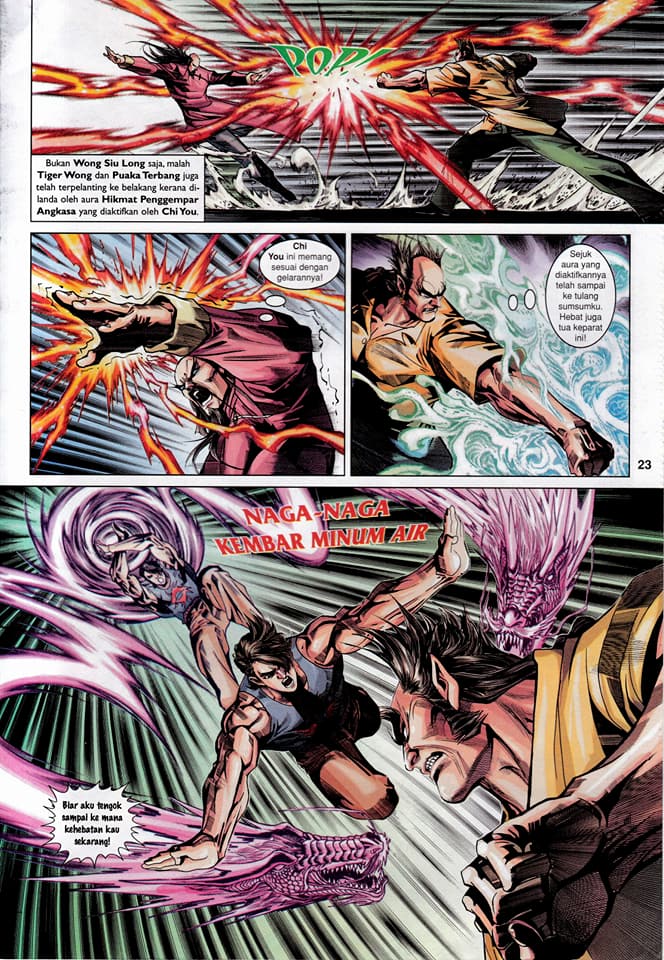 POP!
Bukan Wong Siu Long saja, malah
Tiger Wong dan Puaka Terbang juga
telah terpelanting ke belakang kerana di-
landa oleh aura Hikmat Penggempar
Angkasa yang diaktifkan oleh Chi You.
Chi
You ini memang
sesuai dengan
gelarannya!
Sejuk
aura yang
diaktifkannya
telah sampai
ke tulang
sumsumku.
Hebat juga
tua keparat
ini!
23
NAGA-NAGA
KEMBAR MINUM AIR
Biar aku tengok
sampai ke mana
kehebatan kau
sekarang!